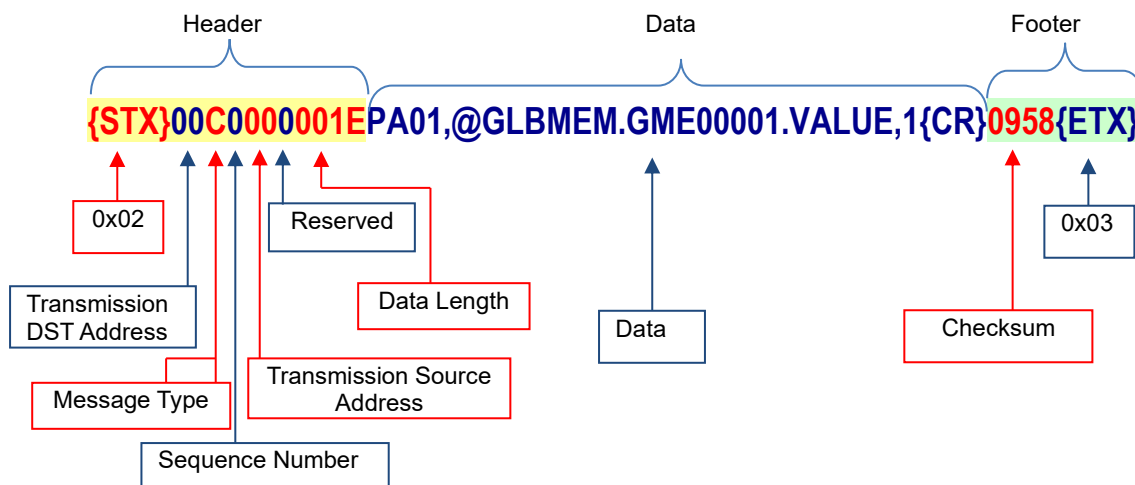 Header Data Footer
{STX}00C0000001EPA01,@GLBMEM.GME00001.VALUE,1{CR}0958{ETX}
0x02 Reserved 0x03
Transmission
DST Address
Data Length
Data
Checksum
Message Type
Transmission Source
Address
Sequence Number